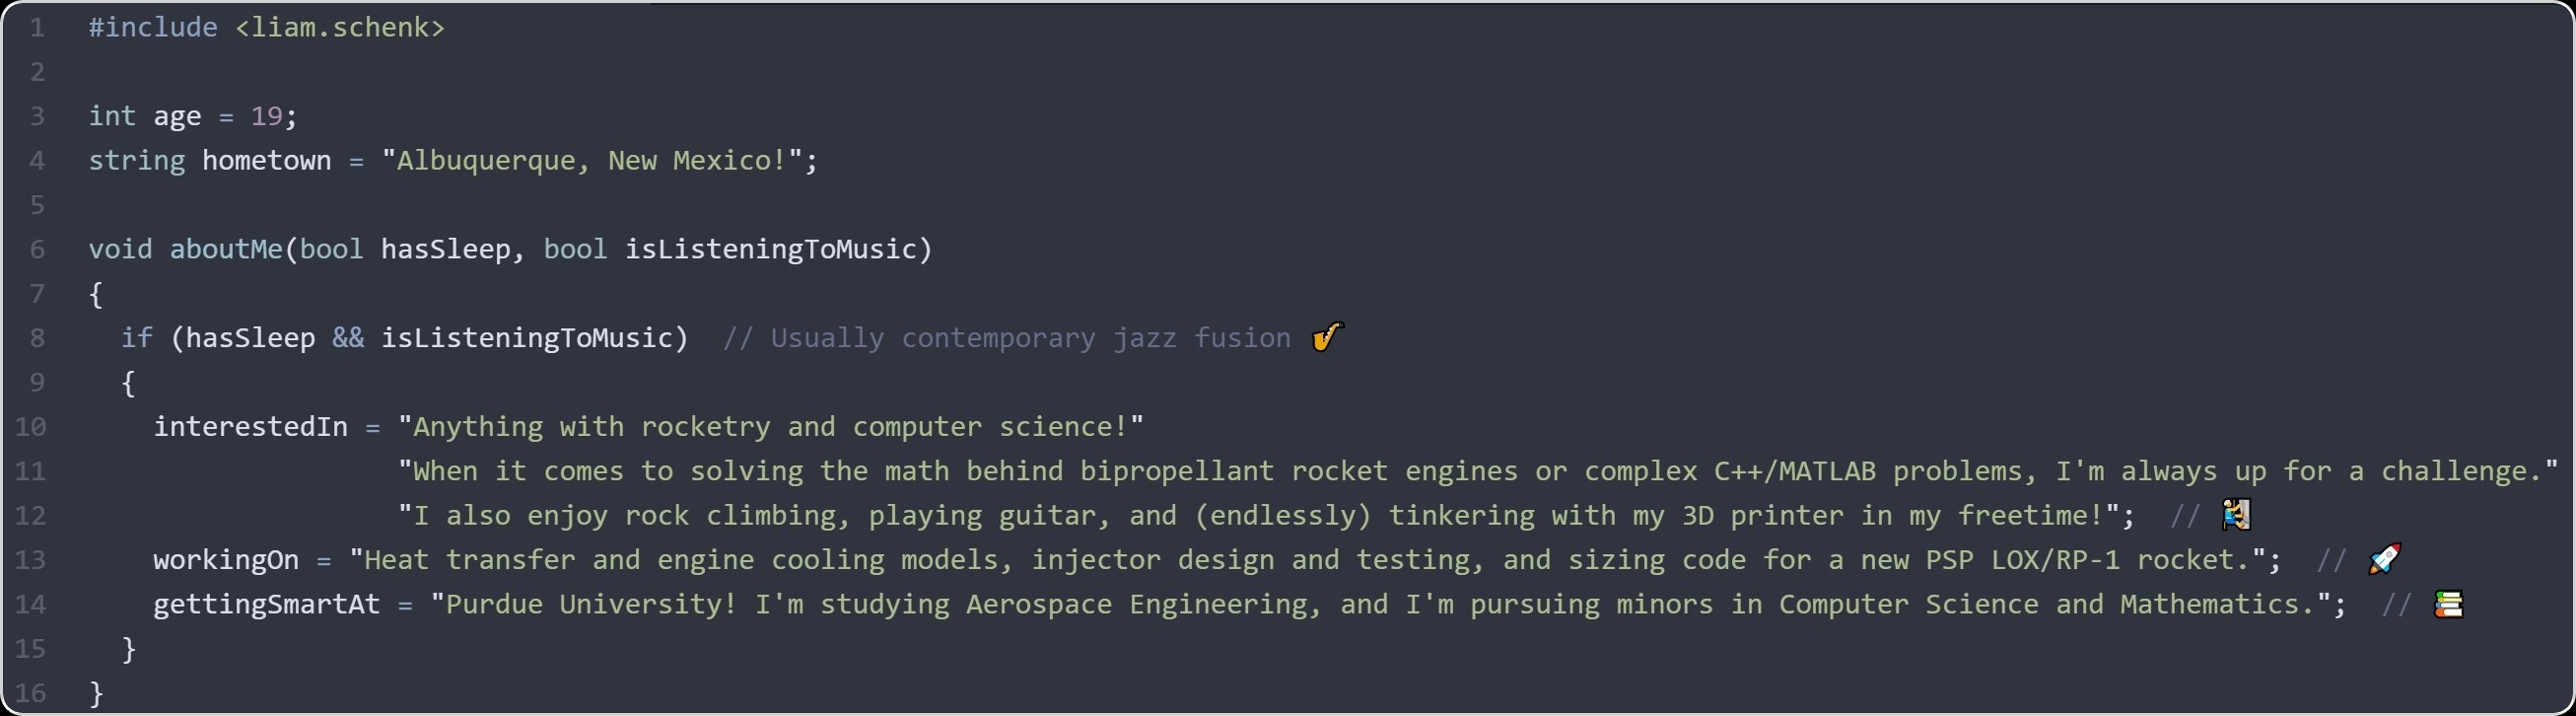 1 #include <liam.schenk>
2
3 int age = 19;
4 string hometown = "Albuquerque, New Mexico!";
5
6 void aboutMe(bool hasSleep, bool isListeningToMusic)
7 {
8   if (hasSleep && isListeningToMusic)  // Usually contemporary jazz fusion 🎷
9   {
10     interestedIn = "Anything with rocketry and computer science!"
11                    "When it comes to solving the math behind bipropellant rocket engines or complex C++/MATLAB problems, I'm always up for a challenge."
12                    "I also enjoy rock climbing, playing guitar, and (endlessly) tinkering with my 3D printer in my freetime!";  // 🧗
13     workingOn = "Heat transfer and engine cooling models, injector design and testing, and sizing code for a new PSP LOX/RP-1 rocket.";  // 🚀
14     gettingSmartAt = "Purdue University! I'm studying Aerospace Engineering, and I'm pursuing minors in Computer Science and Mathematics.";  // 📚
15   }
16 }